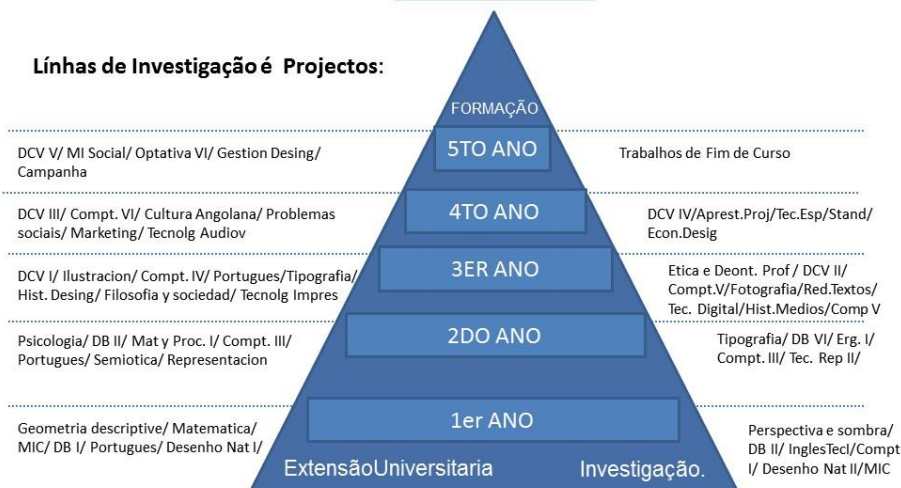 Línhas de Investigação é Projectos:
FORMAÇÃO
5TO ANO
DCV V/ MI Social/ Optativa VI/ Gestion Desing/
Campanha
Trabalhos de Fim de Curso
4TO ANO
DCV III/ Compt. VI/ Cultura Angolana/ Problemas
sociais/ Marketing/ Tecnolg Audiov
DCV IV/Aprest.Proj/Tec.Esp/Stand/
Econ.Desig
3ER ANO
DCV I/ Ilustracion/ Compt. IV/ Portugues/Tipografia/
Hist. Desing/ Filosofia y sociedad/ Tecnolg Impres
Etica e Deont. Prof / DCV II/
Compt.V/Fotografia/Red.Textos/
Tec. Digital/Hist.Medios/Comp V
2DO ANO
Psicologia/ DB II/ Mat y Proc. I/ Compt. III/
Portugues/ Semiotica/ Representacion
Tipografia/ DB VI/ Erg. I/
Compt. III/ Tec. Rep II/
1er ANO
Geometria descriptive/ Matematica/
MIC/ DB I/ Portugues/ Desenho Nat I/
Perspectiva e sombra/
DB II/ InglesTecI/Compt
I/ Desenho Nat II/MIC
ExtensãoUniversitaria
Investigação.